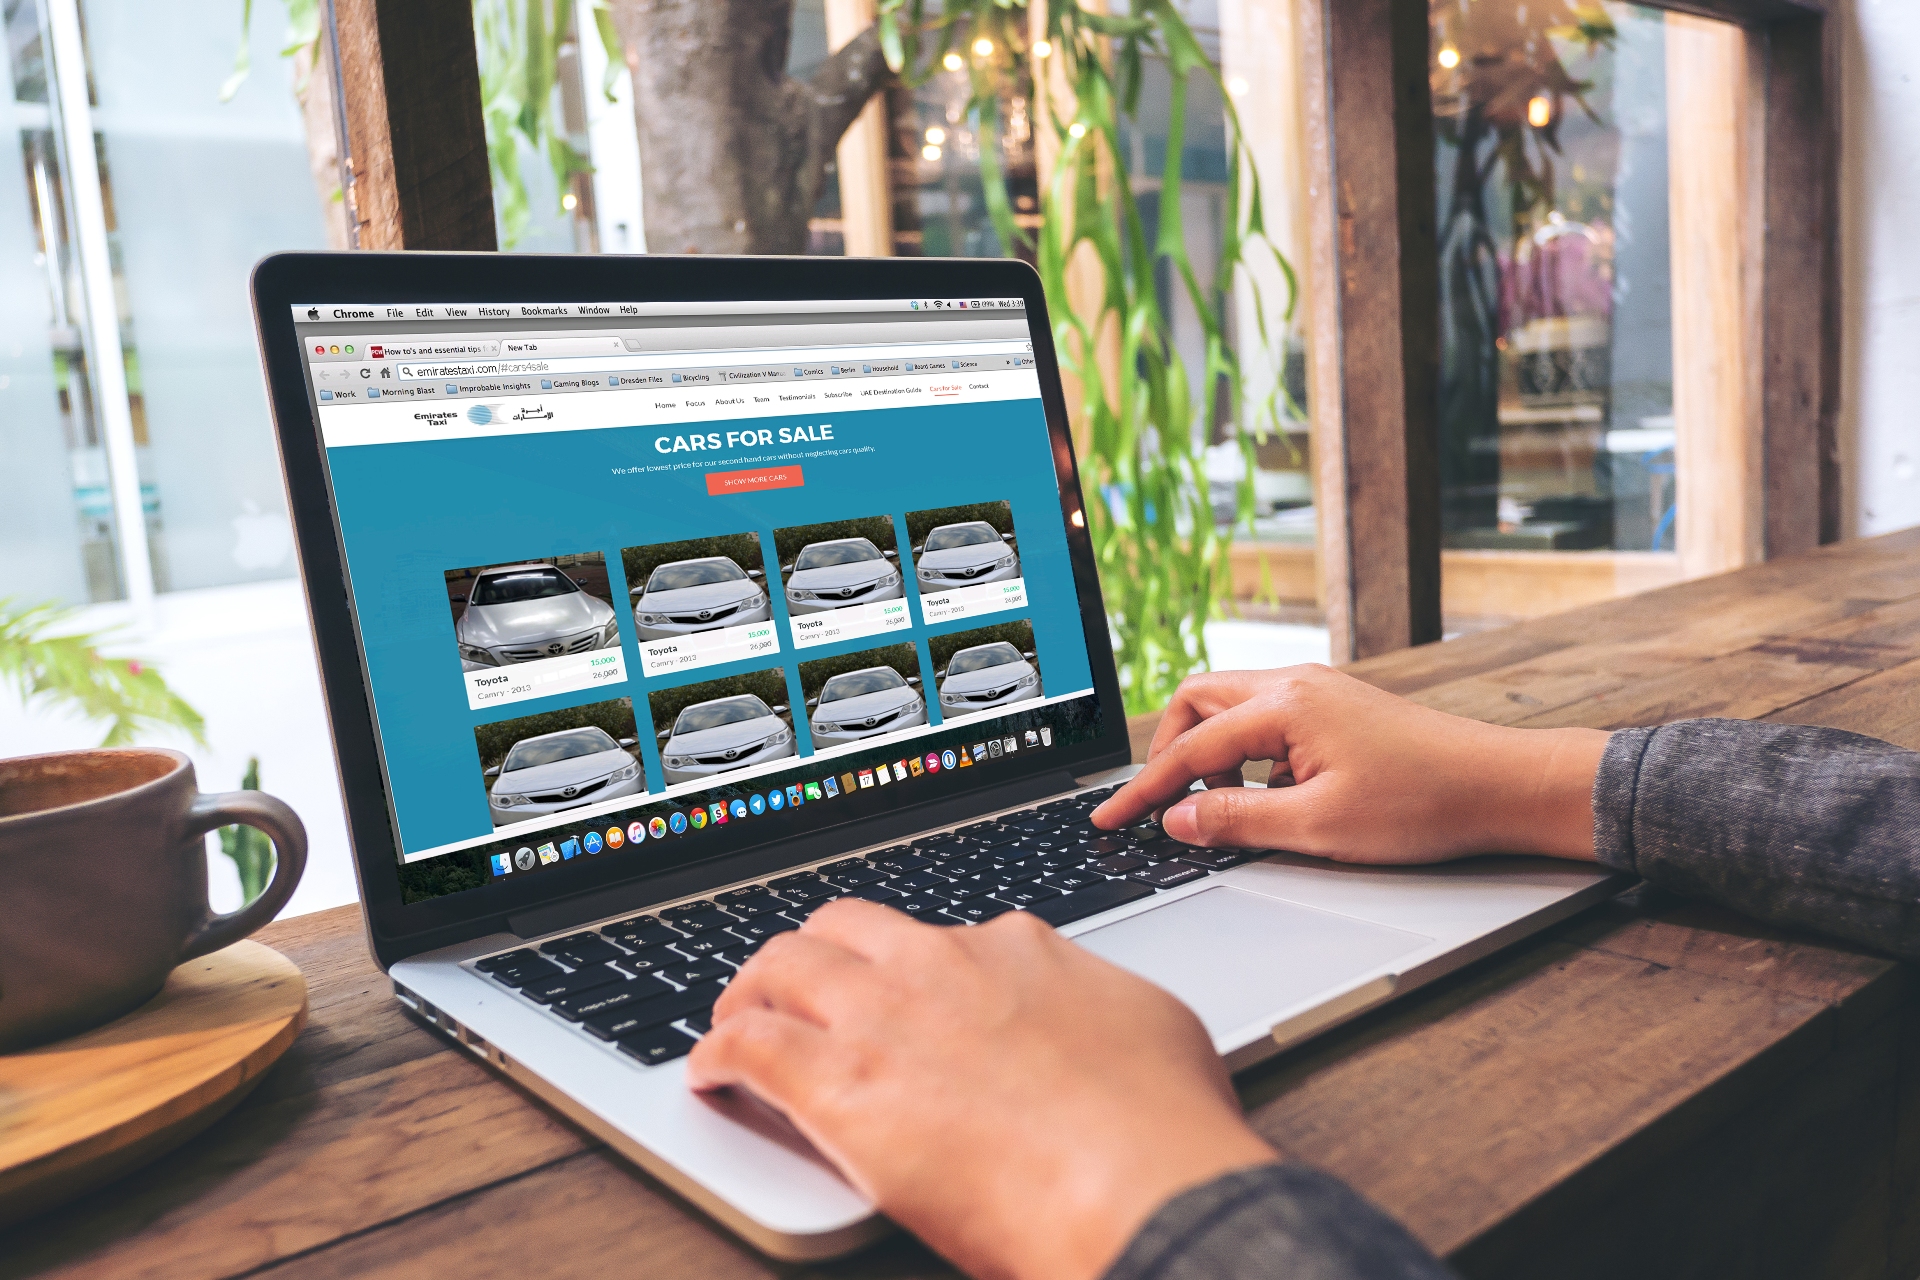 Chrome File Edit View History Bookmarks Window Help
Wed 3:39
How to's and essential tips
New Tab
emiratestaxi.com/#cars4sale
Work Morning Blast Improbable Insights Gaming Blogs Dresden Files Bicycling Civilization V Comics Berlin Household Board Games Science
Emirates Taxi
أجرة
الإمارات
Home Focus About Us Team Testimonials Subscribe UAE Destination Guide Cars for Sale Contact
CARS FOR SALE
We offer lowest price for our second hand cars without neglecting cars quality.
SHOW MORE CARS
15,000
Toyota
Camry - 2013 26,000
15,000
Toyota
Camry - 2013 26,000
15,000
Toyota
Camry - 2013 26,000
15,000
Toyota
Camry - 2013 26,000
caps lock
command
option